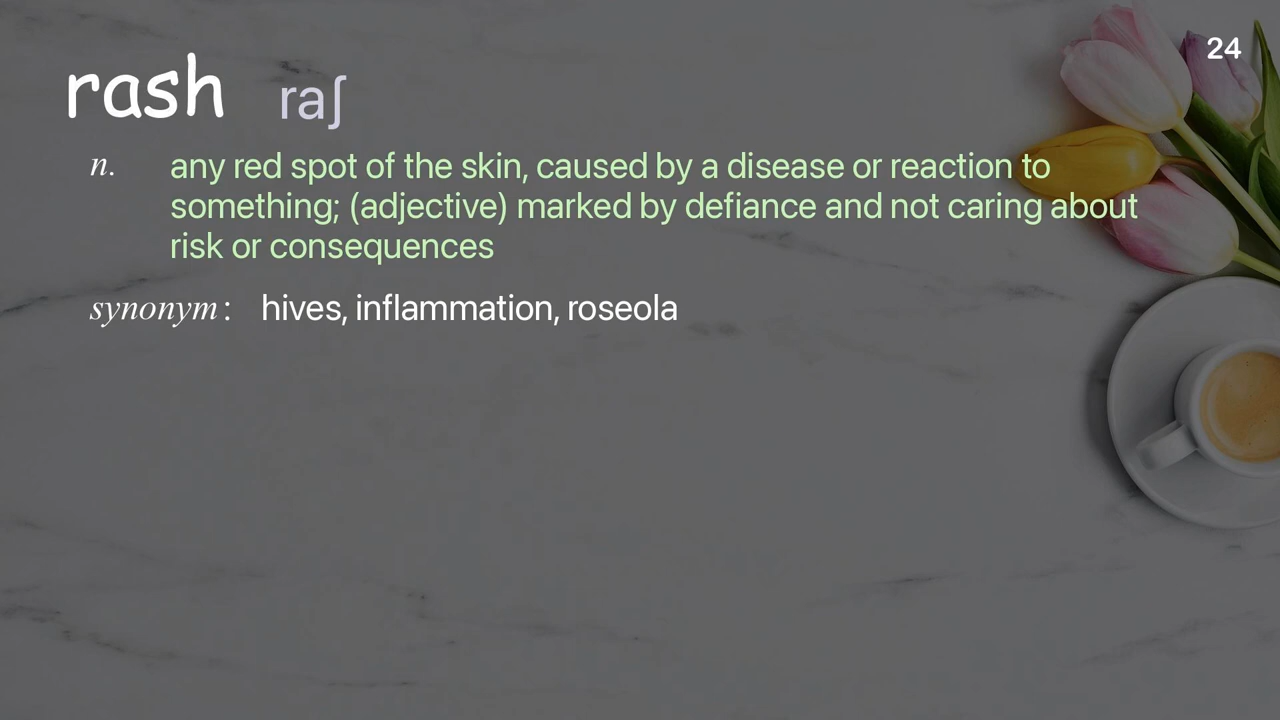 24
rash raʃ
n. any red spot of the skin, caused by a disease or reaction to
something; (adjective) marked by defiance and not caring about
risk or consequences
synonym: hives, inflammation, roseola